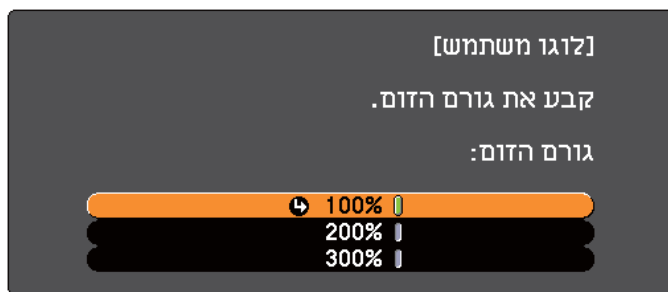 [לוגו משתמש]
קבע את גורם הזום.
גורם הזום:
100%
200%
300%